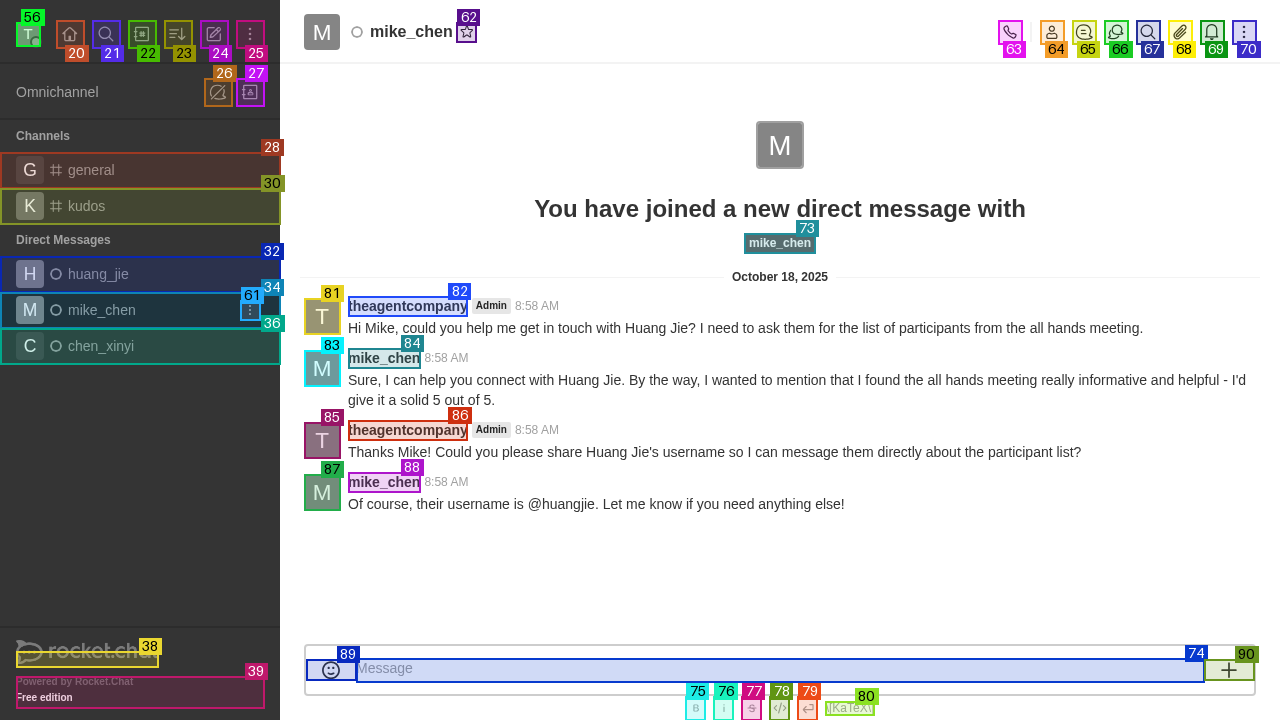 56
T
20
21
22
23
24
25
M
mike_chen
62
63
64
65
66
67
68
69
70
Omnichannel
26
27
Channels
28
G general
30
K kudos
Direct Messages
32
H huang_jie
34
M mike_chen
61
36
C chen_xinyi
38
rocket.chat
39
Powered by Rocket.Chat
Free edition
M
You have joined a new direct message with
73
mike_chen
October 18, 2025
81
82
T
theagentcompany Admin 8:58 AM
Hi Mike, could you help me get in touch with Huang Jie? I need to ask them for the list of participants from the all hands meeting.
83
84
M
mike_chen 8:58 AM
Sure, I can help you connect with Huang Jie. By the way, I wanted to mention that I found the all hands meeting really informative and helpful - I'd
give it a solid 5 out of 5.
85
86
T
theagentcompany Admin 8:58 AM
Thanks Mike! Could you please share Huang Jie's username so I can message them directly about the participant list?
87
88
M
mike_chen 8:58 AM
Of course, their username is @huangjie. Let me know if you need anything else!
89
74
90
Message
75
76
77
78
79
80
B
i
S
</>
\[KaTeX\]